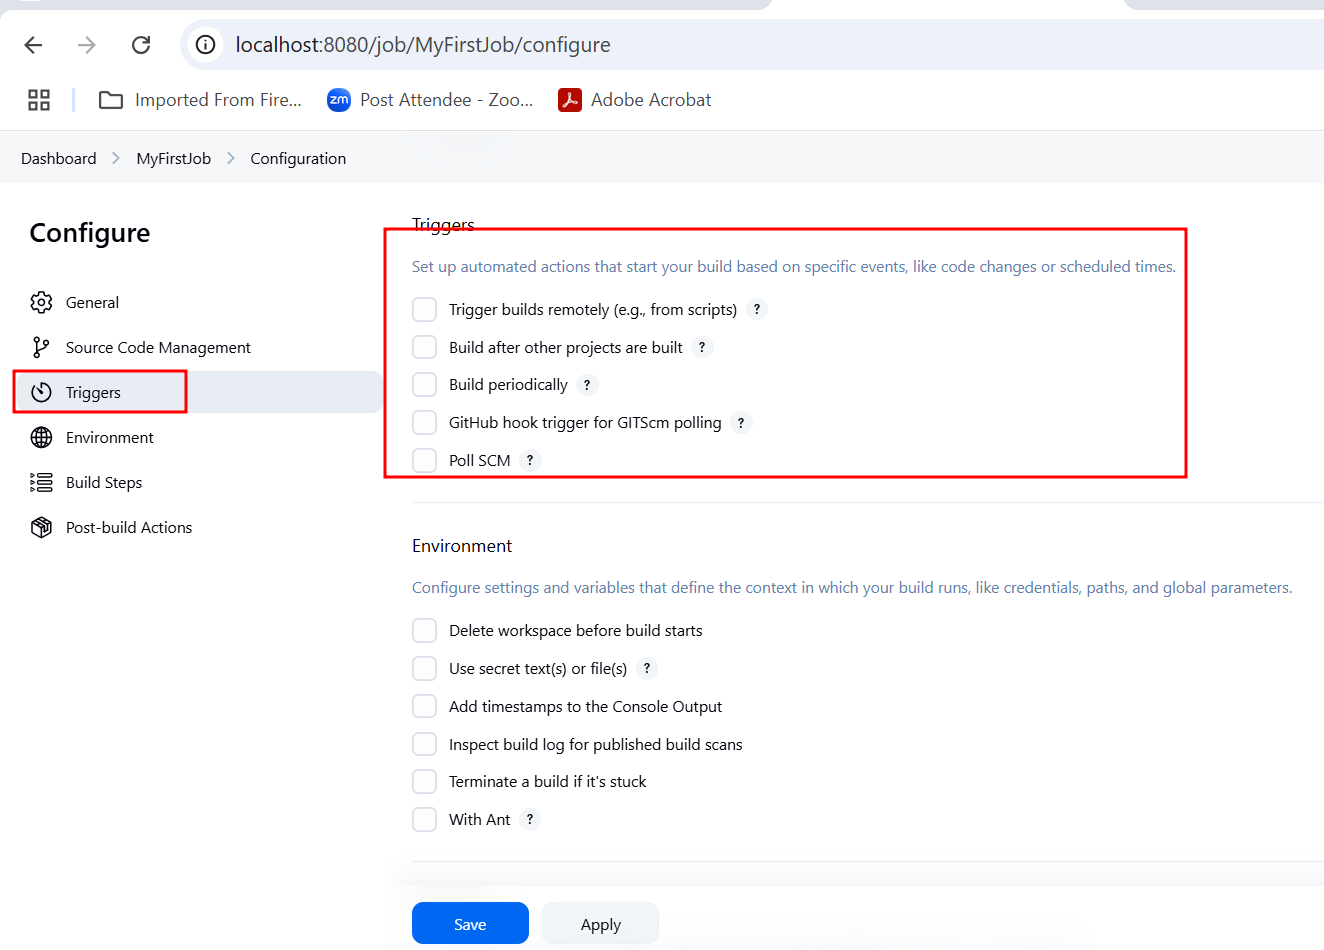 localhost:8080/job/MyFirstJob/configure
Imported From Fire...
zm Post Attendee - Zoo...
Adobe Acrobat
Dashboard > MyFirstJob > Configuration
Configure
General
Source Code Management
Triggers
Environment
Build Steps
Post-build Actions
Triggers
Set up automated actions that start your build based on specific events, like code changes or scheduled times.
Trigger builds remotely (e.g., from scripts) ?
Build after other projects are built ?
Build periodically ?
GitHub hook trigger for GITScm polling ?
Poll SCM ?
Environment
Configure settings and variables that define the context in which your build runs, like credentials, paths, and global parameters.
Delete workspace before build starts
Use secret text(s) or file(s) ?
Add timestamps to the Console Output
Inspect build log for published build scans
Terminate a build if it's stuck
With Ant ?
Save
Apply